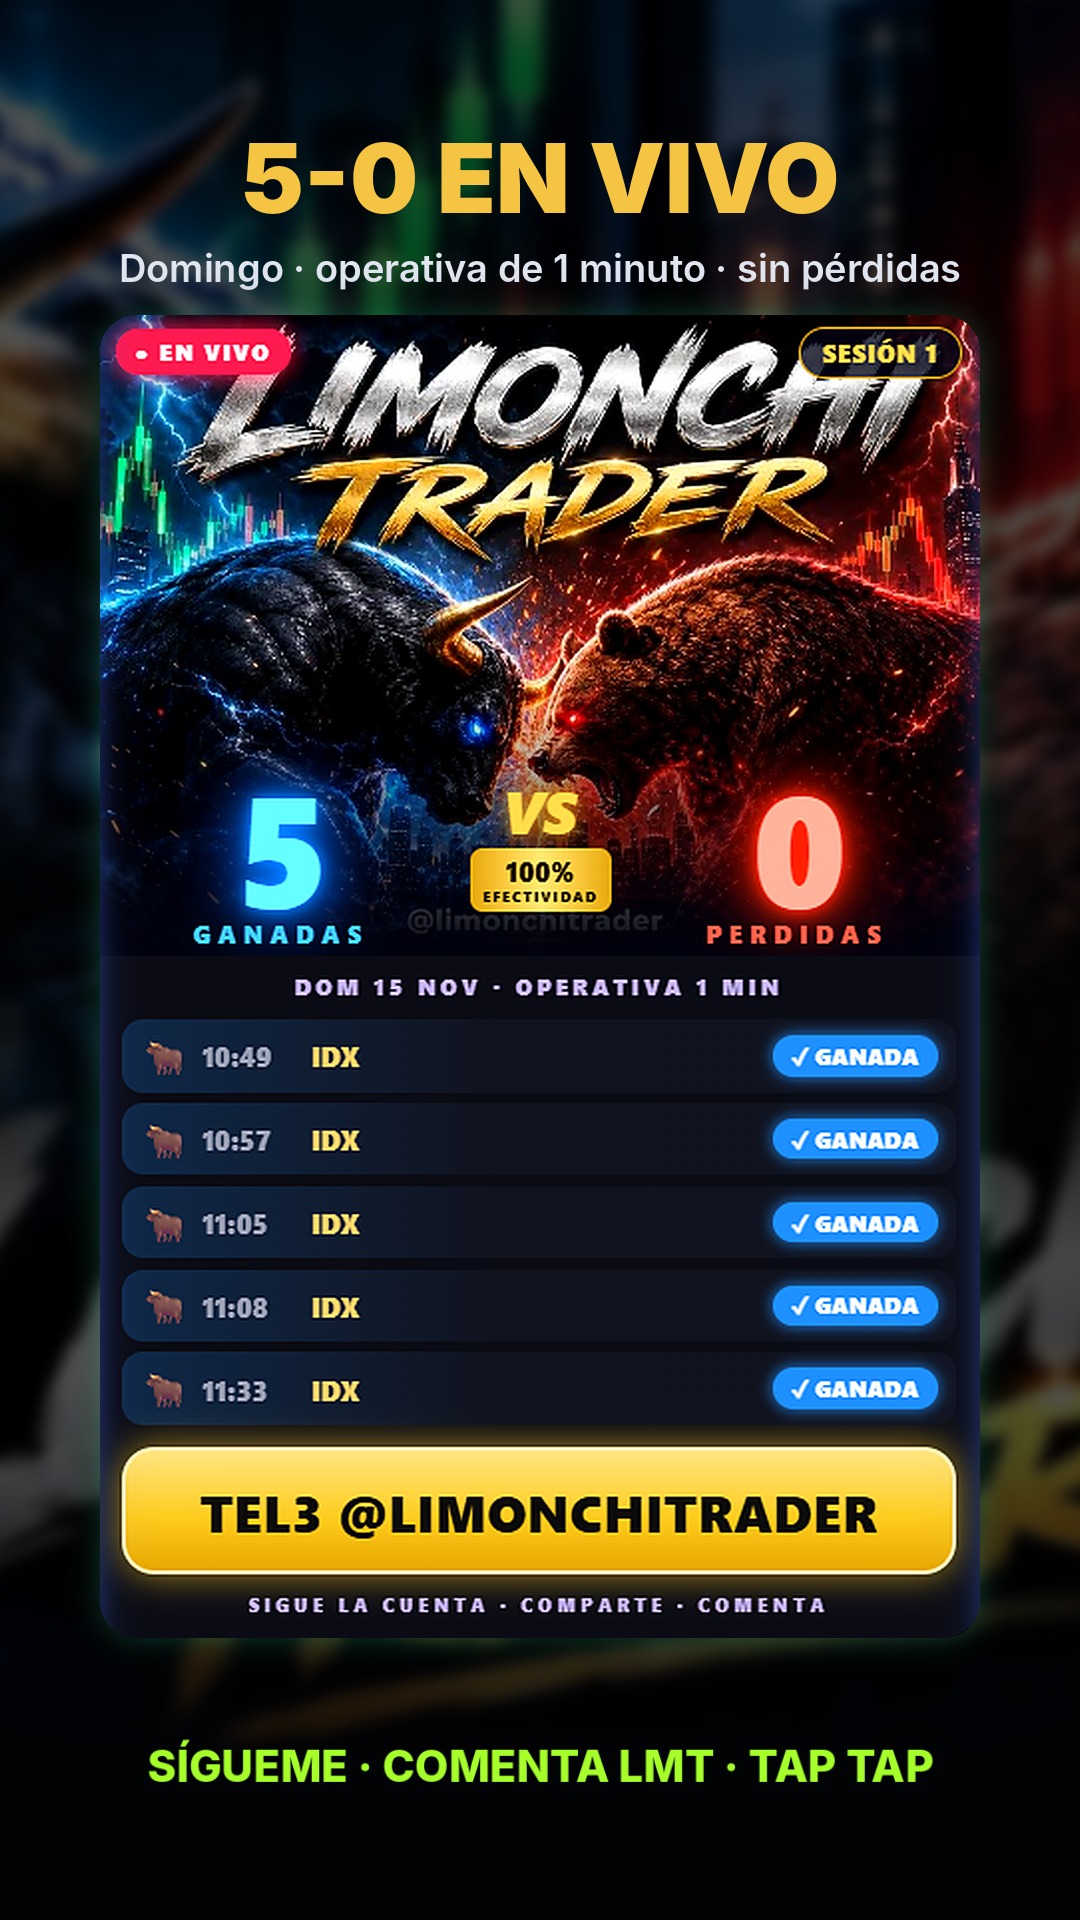 5-0 EN VIVO
Domingo · operativa de 1 minuto · sin pérdidas
● EN VIVO
SESIÓN 1
LIMONCHI
TRADER
5
VS
0
100%
EFECTIVIDAD
@limonchitrader
GANADAS
PERDIDAS
DOM 15 NOV · OPERATIVA 1 MIN
10:49 IDX ✓ GANADA
10:57 IDX ✓ GANADA
11:05 IDX ✓ GANADA
11:08 IDX ✓ GANADA
11:33 IDX ✓ GANADA
TEL3 @LIMONCHITRADER
SIGUE LA CUENTA · COMPARTE · COMENTA
SÍGUEME · COMENTA LMT · TAP TAP